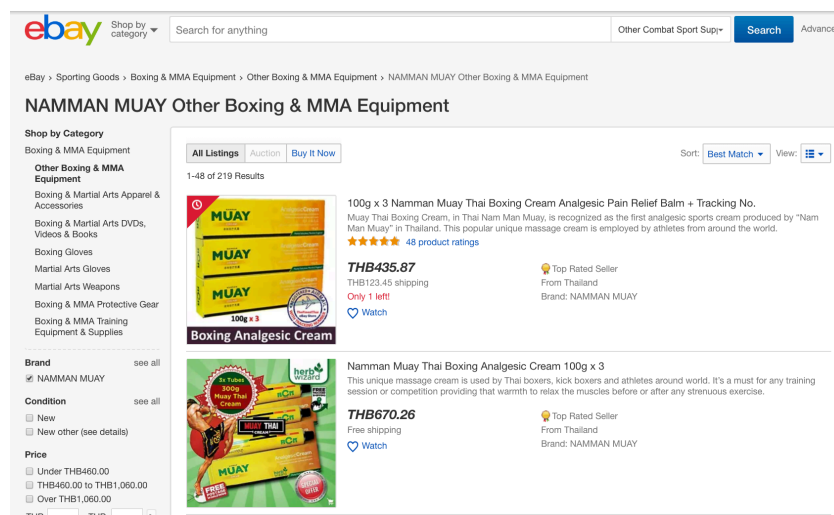 ebay
Shop by
category
Search for anything
Other Combat Sport Sup
Search
Advance
eBay › Sporting Goods › Boxing & MMA Equipment › Other Boxing & MMA Equipment › NAMMAN MUAY Other Boxing & MMA Equipment
NAMMAN MUAY Other Boxing & MMA Equipment
Shop by Category
Boxing & MMA Equipment
Other Boxing & MMA
Equipment
Boxing & Martial Arts Apparel &
Accessories
Boxing & Martial Arts DVDs,
Videos & Books
Boxing Gloves
Martial Arts Gloves
Martial Arts Weapons
Boxing & MMA Protective Gear
Boxing & MMA Training
Equipment & Supplies
Brand see all
NAMMAN MUAY
Condition see all
New
New other (see details)
Price
Under THB460.00
THB460.00 to THB1,060.00
Over THB1,060.00
All Listings Auction Buy It Now
Sort: Best Match View:
1-48 of 219 Results
MUAY
MUAY
MUAY
100g x 3
Boxing Analgesic Cream
100g x 3 Namman Muay Thai Boxing Cream Analgesic Pain Relief Balm + Tracking No.
Muay Thai Boxing Cream, in Thai Nam Man Muay, is recognized as the first analgesic sports cream produced by "Nam
Man Muay" in Thailand. This popular unique massage cream is employed by athletes from around the world.
48 product ratings
THB435.87
THB123.45 shipping
Only 1 left!
Watch
Top Rated Seller
From Thailand
Brand: NAMMAN MUAY
3x Tubes
300g
Muay Thai
Cream
herb
wizard
MUAY THAI
CREAM
MUAY
FREE
SPECIAL
OFFER
Namman Muay Thai Boxing Analgesic Cream 100g x 3
This unique massage cream is used by Thai boxers, kick boxers and athletes around world. It's a must for any training
session or competition providing that warmth to relax the muscles before or after any strenuous exercise.
THB670.26
Free shipping
Watch
Top Rated Seller
From Thailand
Brand: NAMMAN MUAY